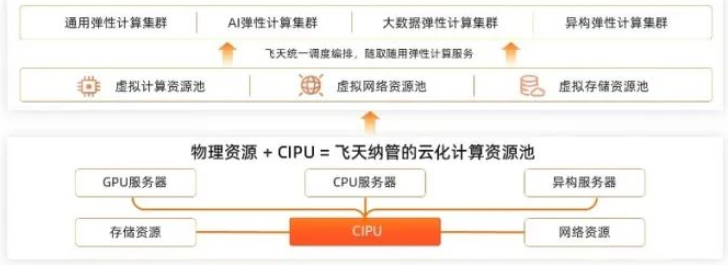 通用弹性计算集群 AI弹性计算集群 大数据弹性计算集群 异构弹性计算集群
飞天统一调度编排，随取随用弹性计算服务
虚拟计算资源池 虚拟网络资源池 虚拟存储资源池
物理资源 + CIPU = 飞天纳管的云化计算资源池
GPU服务器 CPU服务器 异构服务器
存储资源 CIPU 网络资源